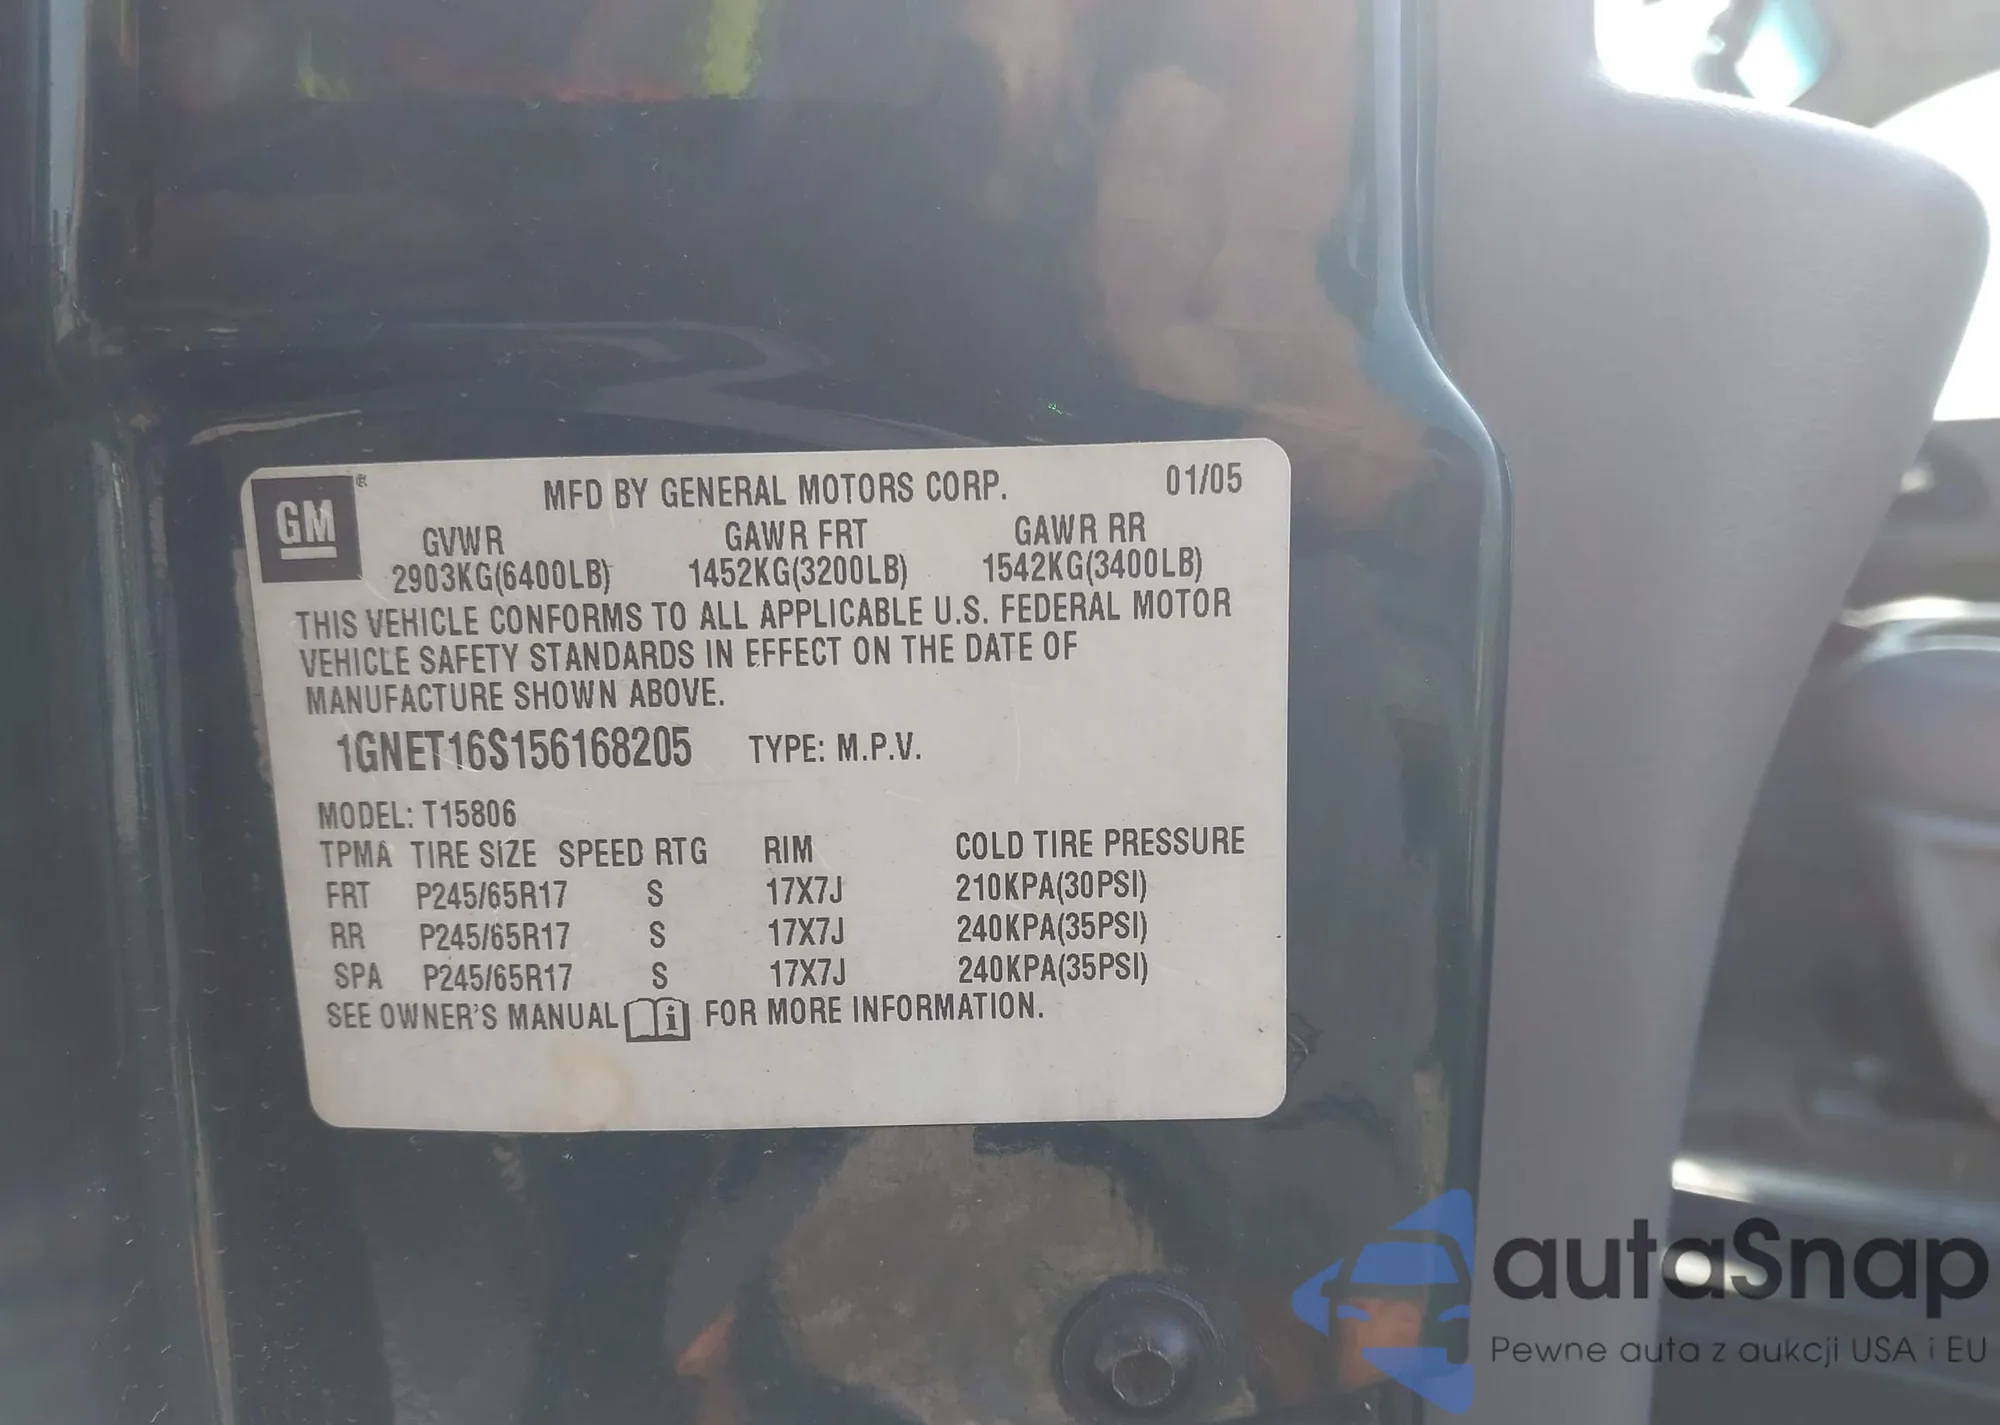 GM
MFD BY GENERAL MOTORS CORP. 01/05
GVWR GAWR FRT GAWR RR
2903KG(6400LB) 1452KG(3200LB) 1542KG(3400LB)
THIS VEHICLE CONFORMS TO ALL APPLICABLE U.S. FEDERAL MOTOR
VEHICLE SAFETY STANDARDS IN EFFECT ON THE DATE OF
MANUFACTURE SHOWN ABOVE.
1GNET16S156168205 TYPE: M.P.V.
MODEL: T15806
TPMA TIRE SIZE SPEED RTG RIM COLD TIRE PRESSURE
FRT P245/65R17 S 17X7J 210KPA(30PSI)
RR P245/65R17 S 17X7J 240KPA(35PSI)
SPA P245/65R17 S 17X7J 240KPA(35PSI)
SEE OWNER'S MANUAL i FOR MORE INFORMATION.
autaSnap
Pewne auta z aukcji USA i EU